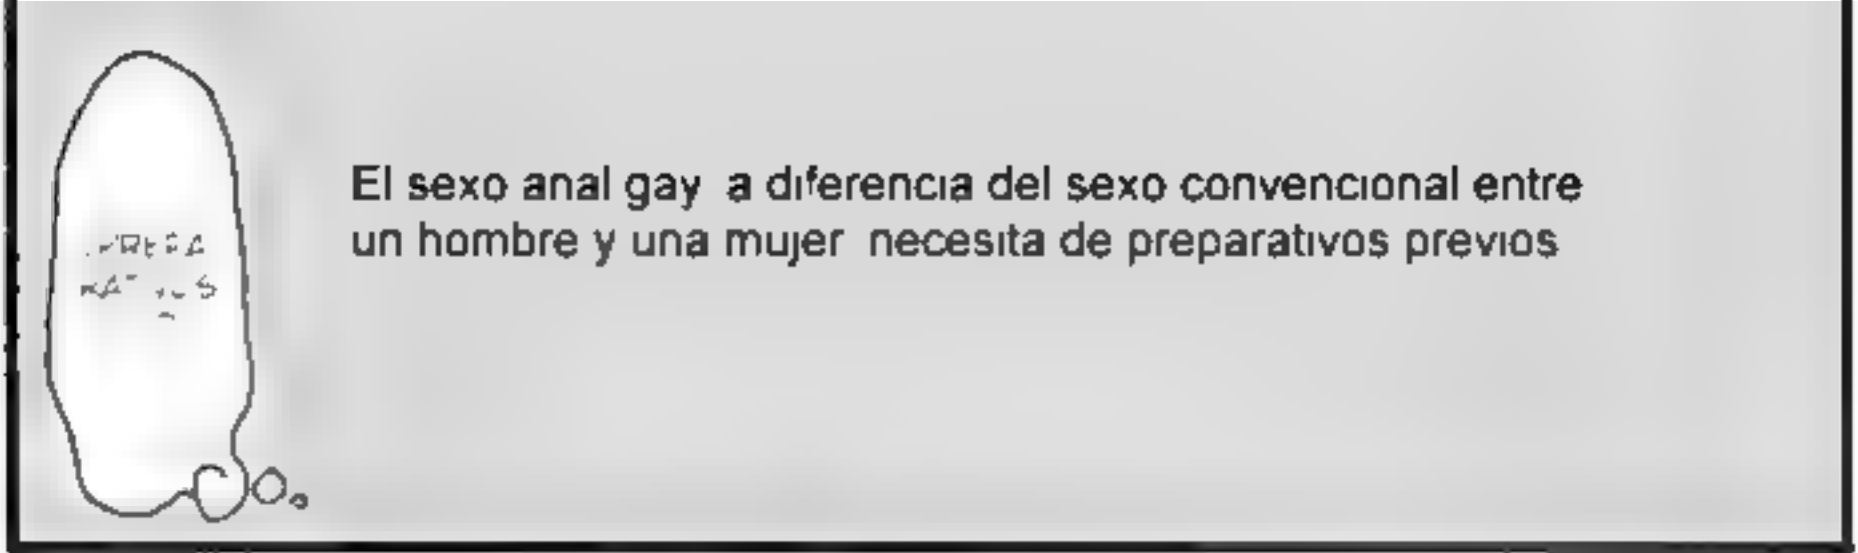 El sexo anal gay a diferencia del sexo convencional entre
un hombre y una mujer necesita de preparativos previos